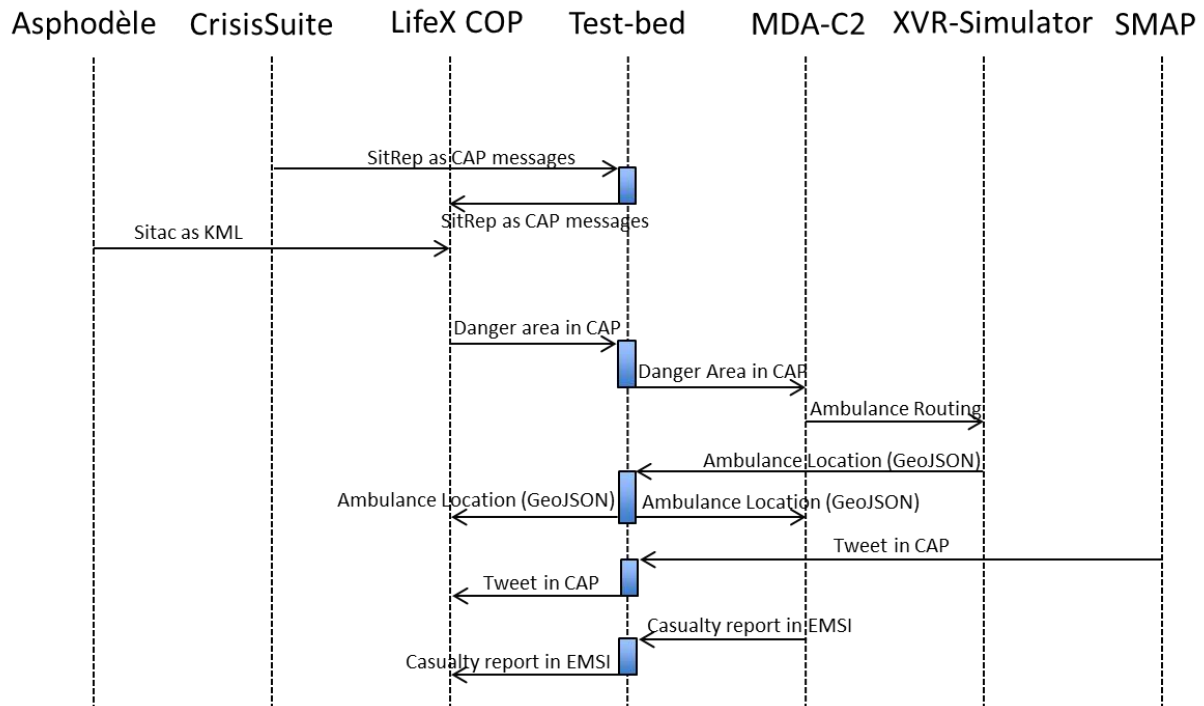 Asphodèle
CrisisSuite
LifeX COP
Test-bed
MDA-C2
XVR-Simulator
SMAP
SitRep as CAP messages
SitRep as CAP messages
Sitac as KML
Danger area in CAP
Danger Area in CAP
Ambulance Routing
Ambulance Location (GeoJSON)
Ambulance Location (GeoJSON)
Ambulance Location (GeoJSON)
Tweet in CAP
Tweet in CAP
Casualty report in EMSI
Casualty report in EMSI